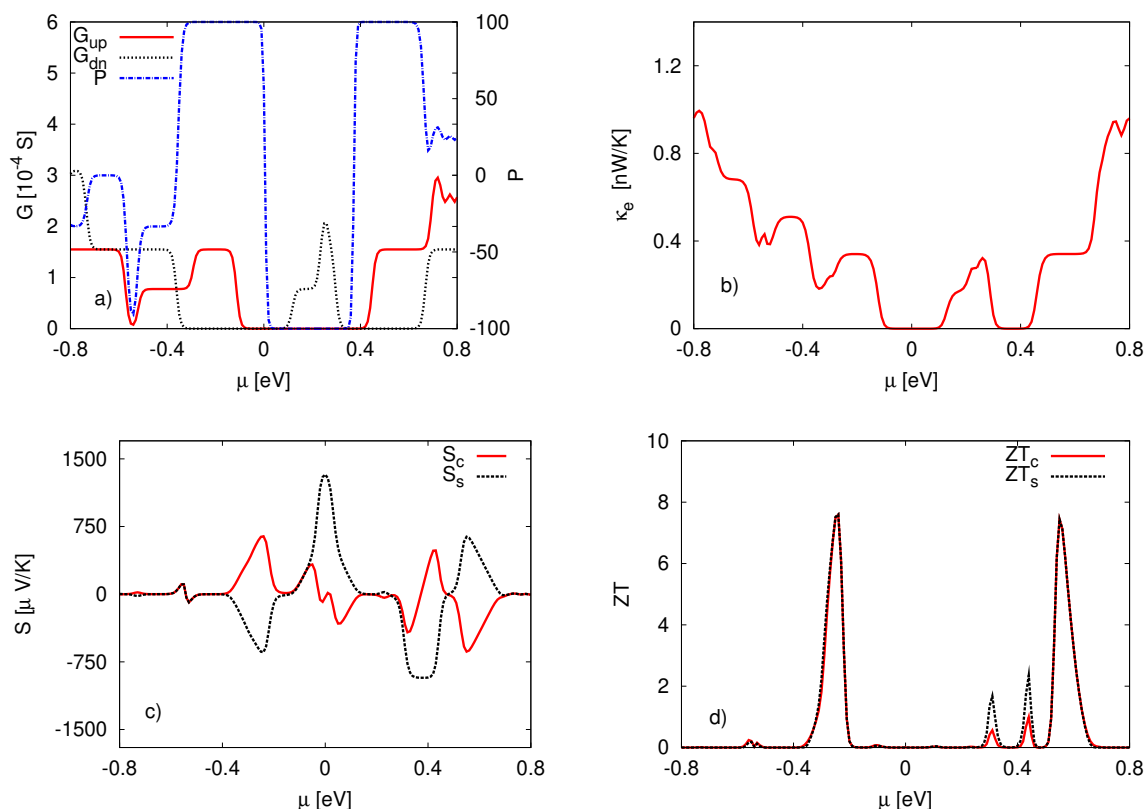 G_up
G_dn
P
6
5
4
3
2
1
0
G [10^-4 S]
100
50
0
-50
-100
P
a)
-0.8 -0.4 0 0.4 0.8
μ [eV]
1.2
0.8
0.4
0
κ_e [nW/K]
b)
-0.8 -0.4 0 0.4 0.8
μ [eV]
1500
750
0
-750
-1500
S [μ V/K]
S_c
S_s
c)
-0.8 -0.4 0 0.4 0.8
μ [eV]
10
8
6
4
2
0
ZT
ZT_c
ZT_s
d)
-0.8 -0.4 0 0.4 0.8
μ [eV]